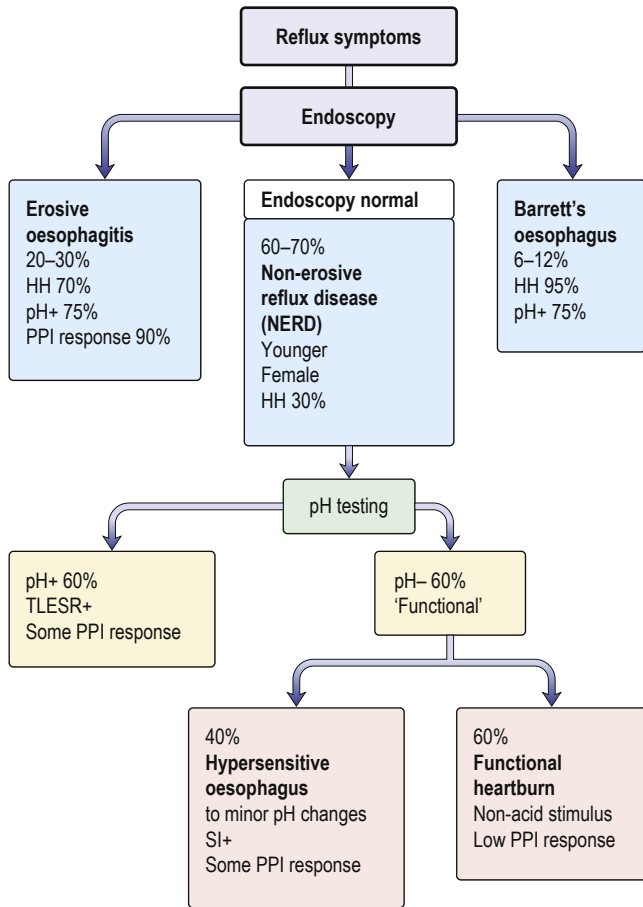 Reflux symptoms
Endoscopy
Erosive
oesophagitis
20–30%
HH 70%
pH+ 75%
PPI response 90%
Endoscopy normal
60–70%
Non-erosive
reflux disease
(NERD)
Younger
Female
HH 30%
Barrett's
oesophagus
6–12%
HH 95%
pH+ 75%
pH testing
pH+ 60%
TLESR+
Some PPI response
pH– 60%
‘Functional’
40%
Hypersensitive
oesophagus
to minor pH changes
SI+
Some PPI response
60%
Functional
heartburn
Non-acid stimulus
Low PPI response